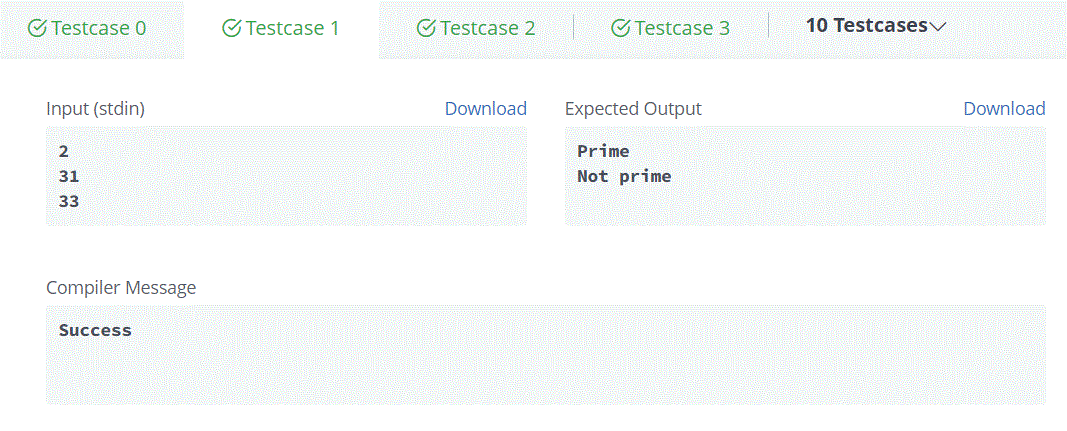 Testcase 0 Testcase 1 Testcase 2 Testcase 3 10 Testcases
Input (stdin) Download
2
31
33
Expected Output Download
Prime
Not prime
Compiler Message
Success